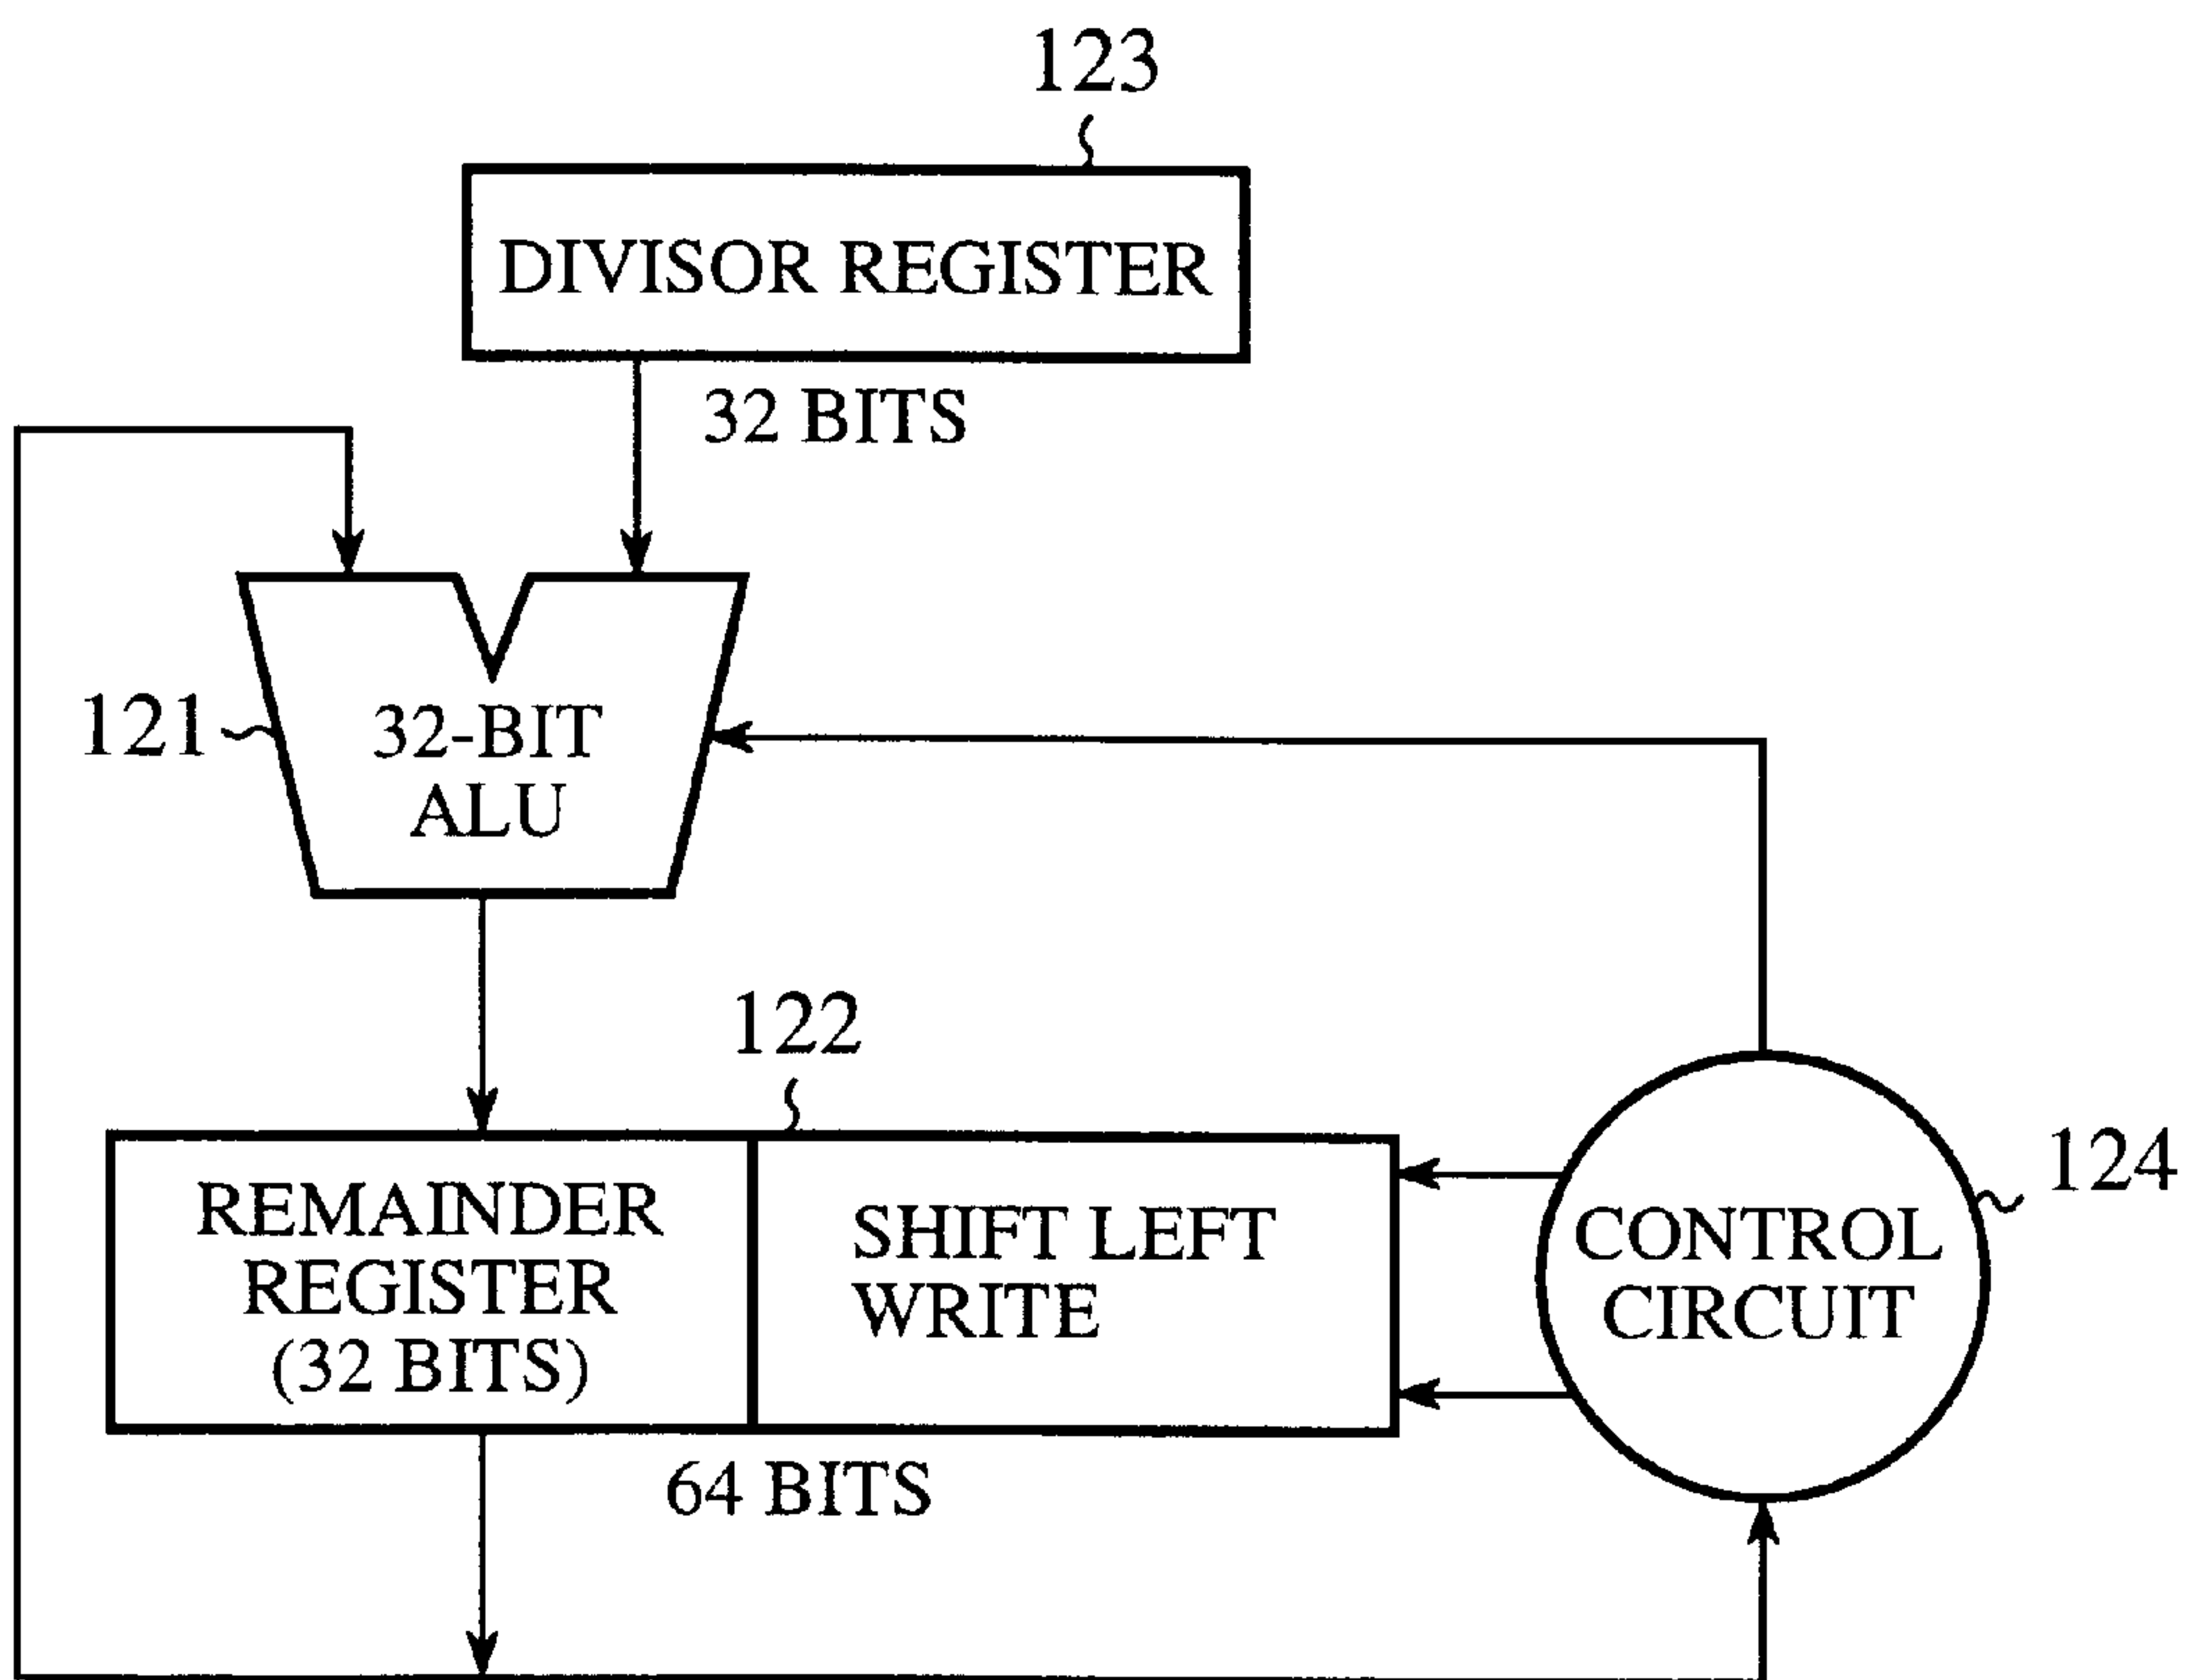 123
DIVISOR REGISTER
32 BITS
121
32-BIT
ALU
122
REMAINDER
REGISTER
(32 BITS)
SHIFT LEFT
WRITE
124
CONTROL
CIRCUIT
64 BITS